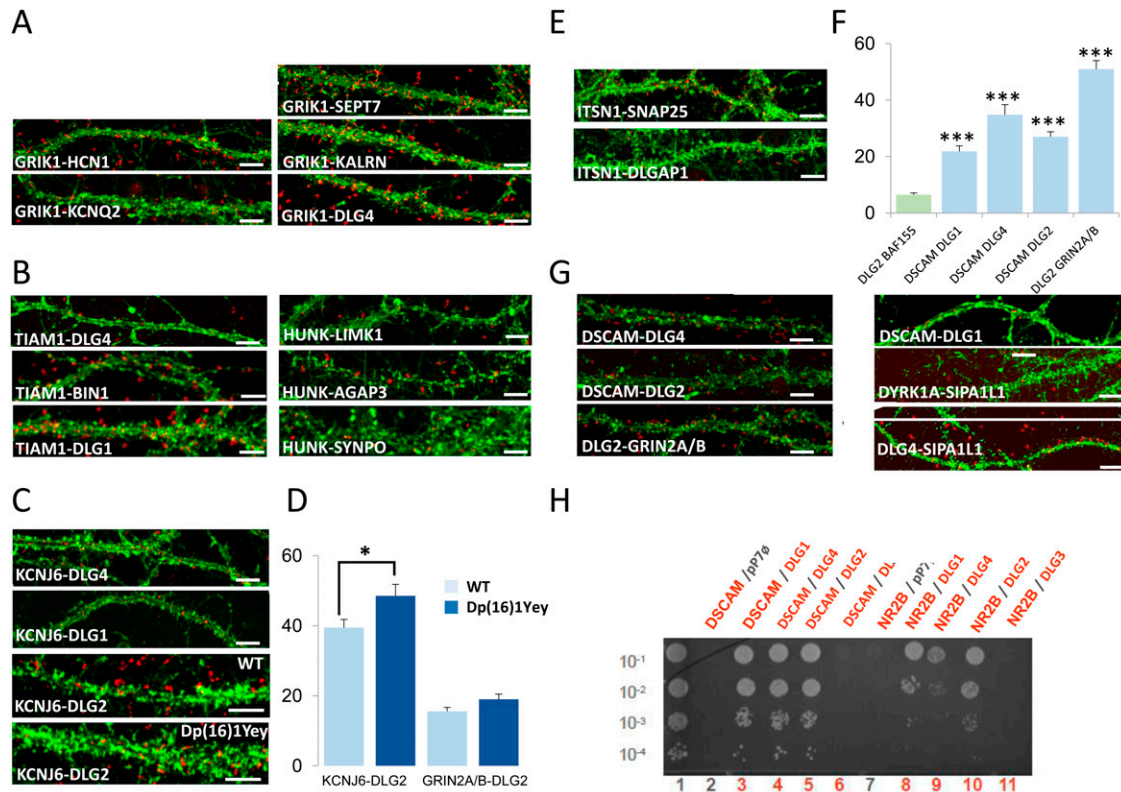 A
GRIK1-SEPT7
GRIK1-HCN1
GRIK1-KALRN
GRIK1-KCNQ2
GRIK1-DLG4
E
ITSN1-SNAP25
ITSN1-DLGAP1
F
60
40
20
0
***
***
***
***
DLG2 BAF155
DSCAM DLG1
DSCAM DLG4
DSCAM DLG2
DLG2 GRIN2A/B
B
TIAM1-DLG4
TIAM1-BIN1
TIAM1-DLG1
HUNK-LIMK1
HUNK-AGAP3
HUNK-SYNPO
G
DSCAM-DLG4
DSCAM-DLG2
DLG2-GRIN2A/B
DSCAM-DLG1
DYRK1A-SIPA1L1
DLG4-SIPA1L1
C
KCNJ6-DLG4
KCNJ6-DLG1
WT
KCNJ6-DLG2
Dp(16)1Yey
KCNJ6-DLG2
D
60
40
20
0
*
WT
Dp(16)1Yey
KCNJ6-DLG2
GRIN2A/B-DLG2
H
DSCAM /pP7ø
DSCAM / DLG1
DSCAM / DLG4
DSCAM / DLG2
DSCAM /
NR2B /
NR2B / DLG1
NR2B / DLG4
NR2B / DLG2
NR2B / DLG3
10-1
10-2
10-3
10-4
1 2 3 4 5 6 7 8 9 10 11